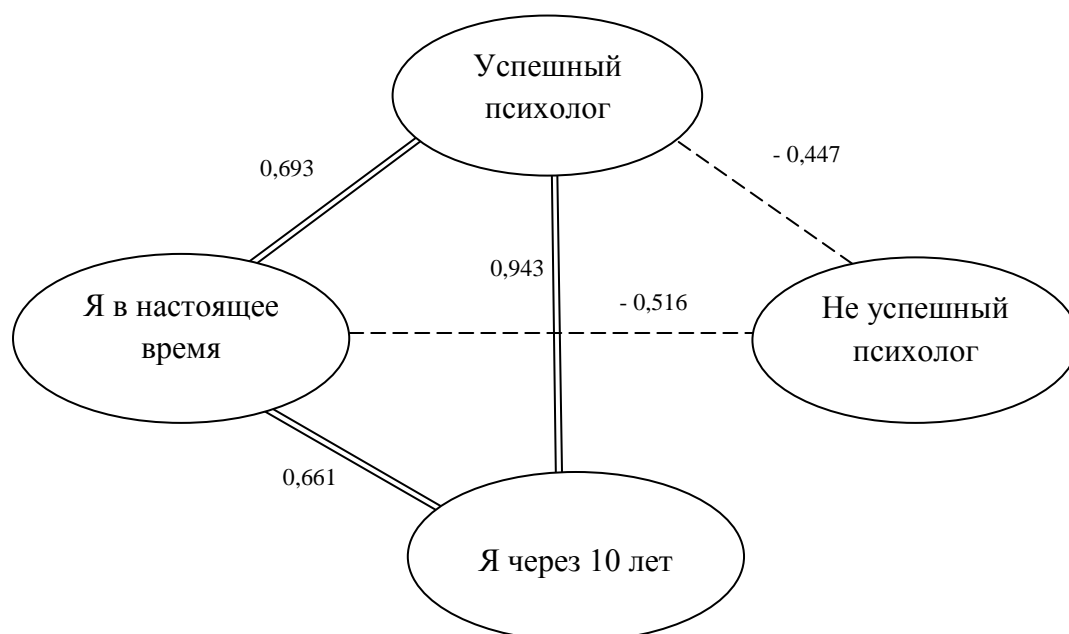 Успешный
психолог
- 0,447
0,693
0,943
- 0,516
Я в настоящее
время
Не успешный
психолог
0,661
Я через 10 лет